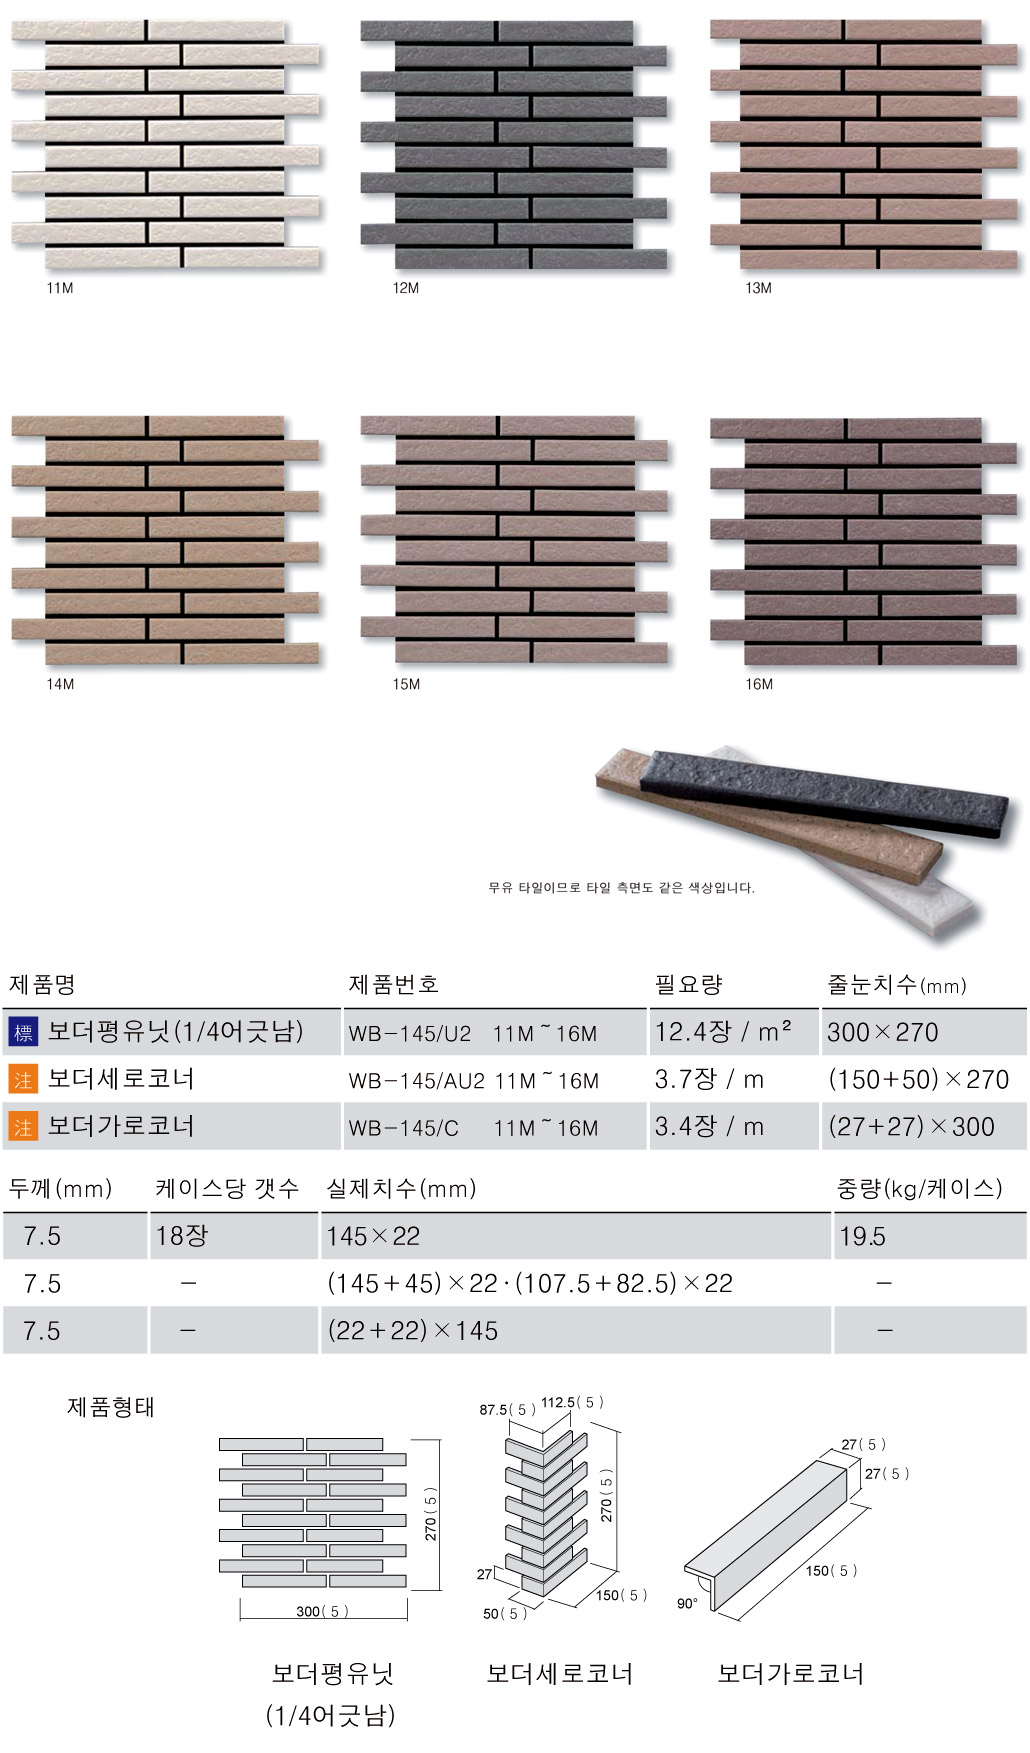 11M 12M 13M
14M 15M 16M
무유 타일이므로 타일 측면도 같은 색상입니다.
제품명 제품번호 필요량 줄눈치수(mm)
標 보더평유닛(1/4어긋남) WB-145/U2 11M~16M 12.4장 / m² 300×270
注 보더세로코너 WB-145/AU2 11M~16M 3.7장 / m (150+50)×270
注 보더가로코너 WB-145/C 11M~16M 3.4장 / m (27+27)×300
두께(mm) 케이스당 갯수 실제치수(mm) 중량(kg/케이스)
7.5 18장 145×22 19.5
7.5 - (145+45)×22·(107.5+82.5)×22 -
7.5 - (22+22)×145 -
제품형태
270(5)
300(5)
87.5(5) 112.5(5)
270(5)
27
50(5) 150(5)
27(5)
27(5)
150(5)
90°
보더평유닛 보더세로코너 보더가로코너
(1/4어긋남)